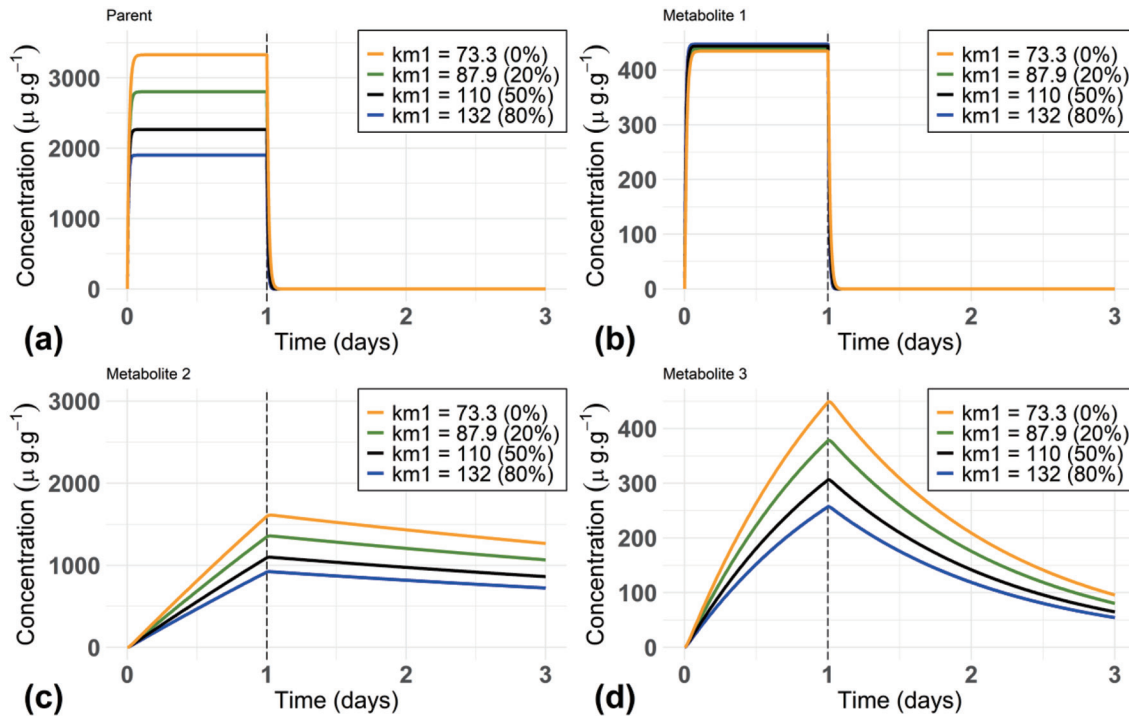 Parent
Concentration (μ g.g⁻¹)
3000
2000
1000
0
km1 = 73.3 (0%)
km1 = 87.9 (20%)
km1 = 110 (50%)
km1 = 132 (80%)
0 1 2 3
Time (days)
(a)
Metabolite 1
Concentration (μ g.g⁻¹)
400
300
200
100
0
km1 = 73.3 (0%)
km1 = 87.9 (20%)
km1 = 110 (50%)
km1 = 132 (80%)
0 1 2 3
Time (days)
(b)
Metabolite 2
Concentration (μ g.g⁻¹)
3000
2000
1000
0
km1 = 73.3 (0%)
km1 = 87.9 (20%)
km1 = 110 (50%)
km1 = 132 (80%)
0 1 2 3
Time (days)
(c)
Metabolite 3
Concentration (μ g.g⁻¹)
400
300
200
100
0
km1 = 73.3 (0%)
km1 = 87.9 (20%)
km1 = 110 (50%)
km1 = 132 (80%)
0 1 2 3
Time (days)
(d)